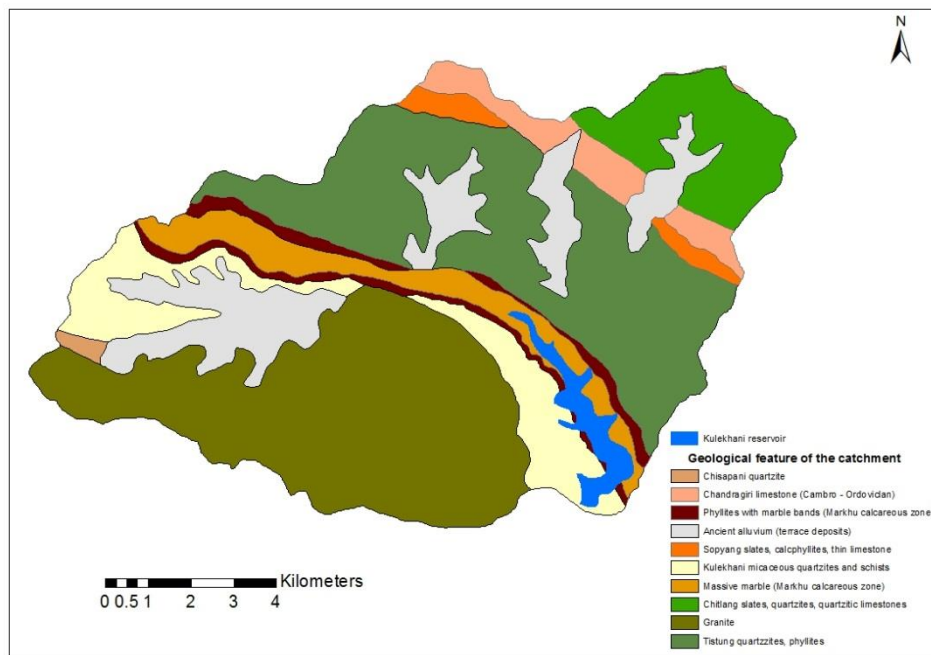 N
Kulekhani reservoir
Geological feature of the catchment
Chisapani quartzite
Chandragiri limestone (Cambro - Ordovician)
Phyllites with marble bands (Markhu calcareous zone
Ancient alluvium (terrace deposits)
Sopyang slates, calcphyllites, thin limestone
Kulekhani micaceous quartzites and schists
Massive marble (Markhu calcareous zone)
Chitlang slates, quartzites, quartzitic limestones
Granite
Tistung quartzzites, phyllites
Kilometers
0 0.5 1 2 3 4